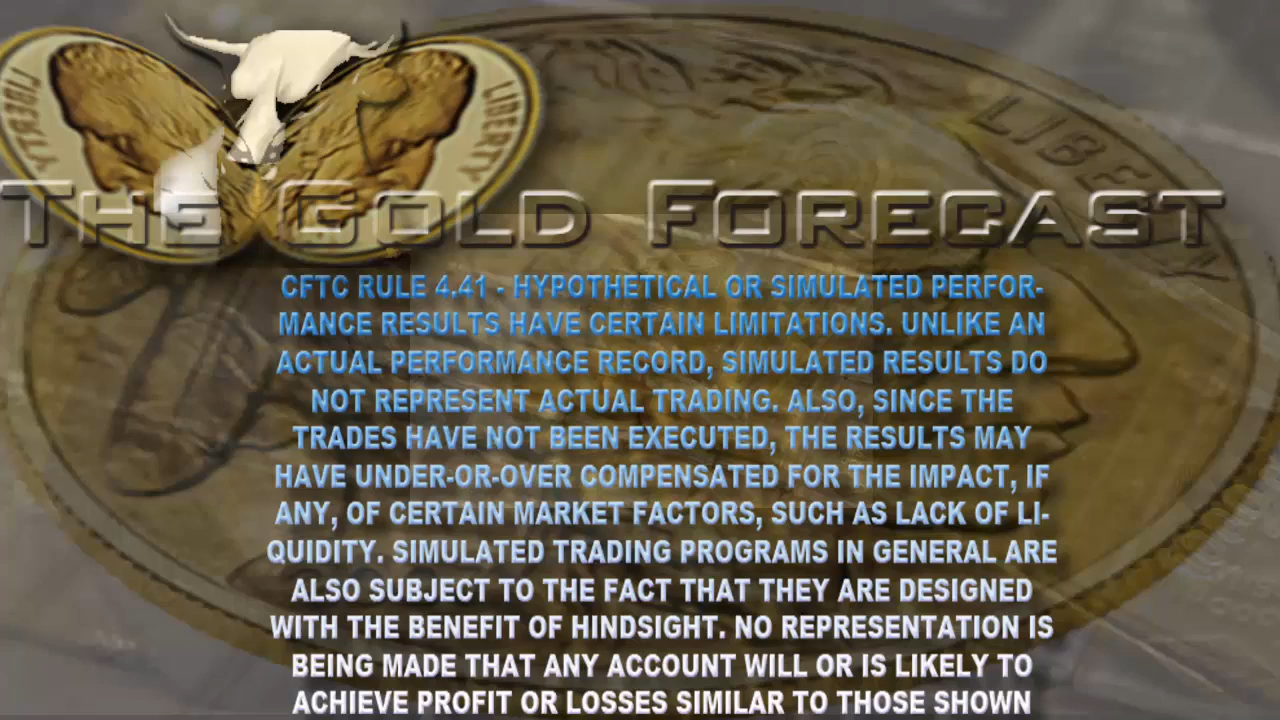 LIBERTY
LIBERTY
LIBERTY
THE GOLD FORECAST
CFTC RULE 4.41 - HYPOTHETICAL OR SIMULATED PERFOR-
MANCE RESULTS HAVE CERTAIN LIMITATIONS. UNLIKE AN
ACTUAL PERFORMANCE RECORD, SIMULATED RESULTS DO
NOT REPRESENT ACTUAL TRADING. ALSO, SINCE THE
TRADES HAVE NOT BEEN EXECUTED, THE RESULTS MAY
HAVE UNDER-OR-OVER COMPENSATED FOR THE IMPACT, IF
ANY, OF CERTAIN MARKET FACTORS, SUCH AS LACK OF LI-
QUIDITY. SIMULATED TRADING PROGRAMS IN GENERAL ARE
ALSO SUBJECT TO THE FACT THAT THEY ARE DESIGNED
WITH THE BENEFIT OF HINDSIGHT. NO REPRESENTATION IS
BEING MADE THAT ANY ACCOUNT WILL OR IS LIKELY TO
ACHIEVE PROFIT OR LOSSES SIMILAR TO THOSE SHOWN